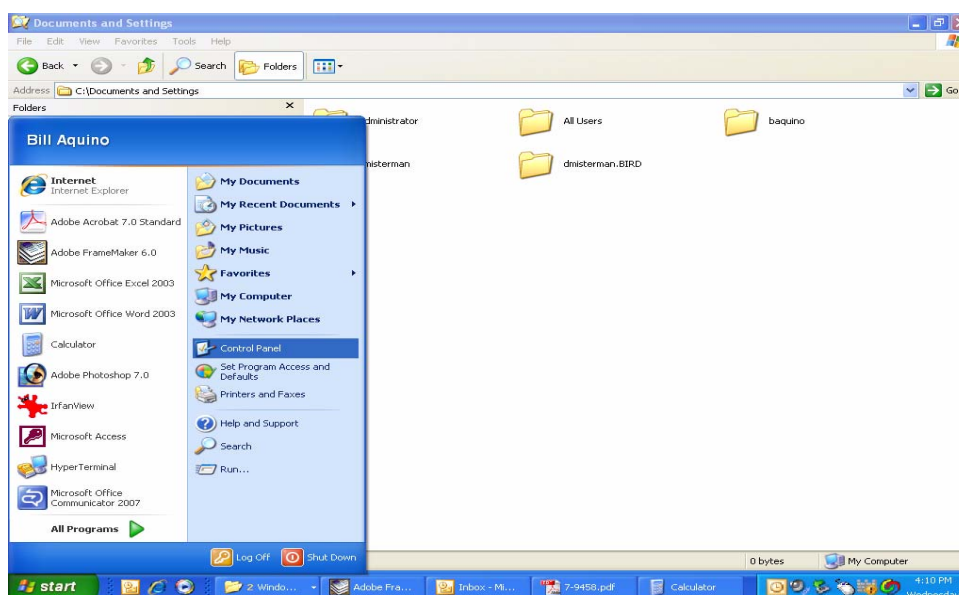 Documents and Settings
File Edit View Favorites Tools Help
Back Search Folders
Address C:\Documents and Settings Go
Folders
dministrator All Users baquino
misterman dmisterman.BIRD
Bill Aquino
Internet
Internet Explorer
Adobe Acrobat 7.0 Standard
Adobe FrameMaker 6.0
Microsoft Office Excel 2003
Microsoft Office Word 2003
Calculator
Adobe Photoshop 7.0
IrfanView
Microsoft Access
HyperTerminal
Microsoft Office
Communicator 2007
All Programs
My Documents
My Recent Documents
My Pictures
My Music
Favorites
My Computer
My Network Places
Control Panel
Set Program Access and
Defaults
Printers and Faxes
Help and Support
Search
Run...
Log Off Shut Down
0 bytes My Computer
start 2 Windo... Adobe Fra... Inbox - Mi... 7-9458.pdf Calculator 4:10 PM
Wednesday